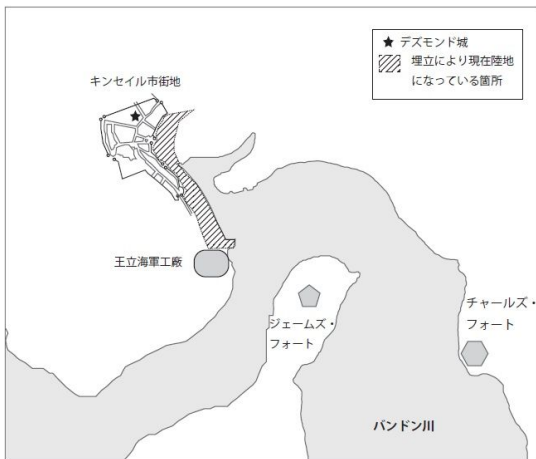 ★ デズモンド城
埋立により現在陸地
になっている箇所
キンセイル市街地
王立海軍工廠
ジェームズ・
フォート
チャールズ・
フォート
バンドン川